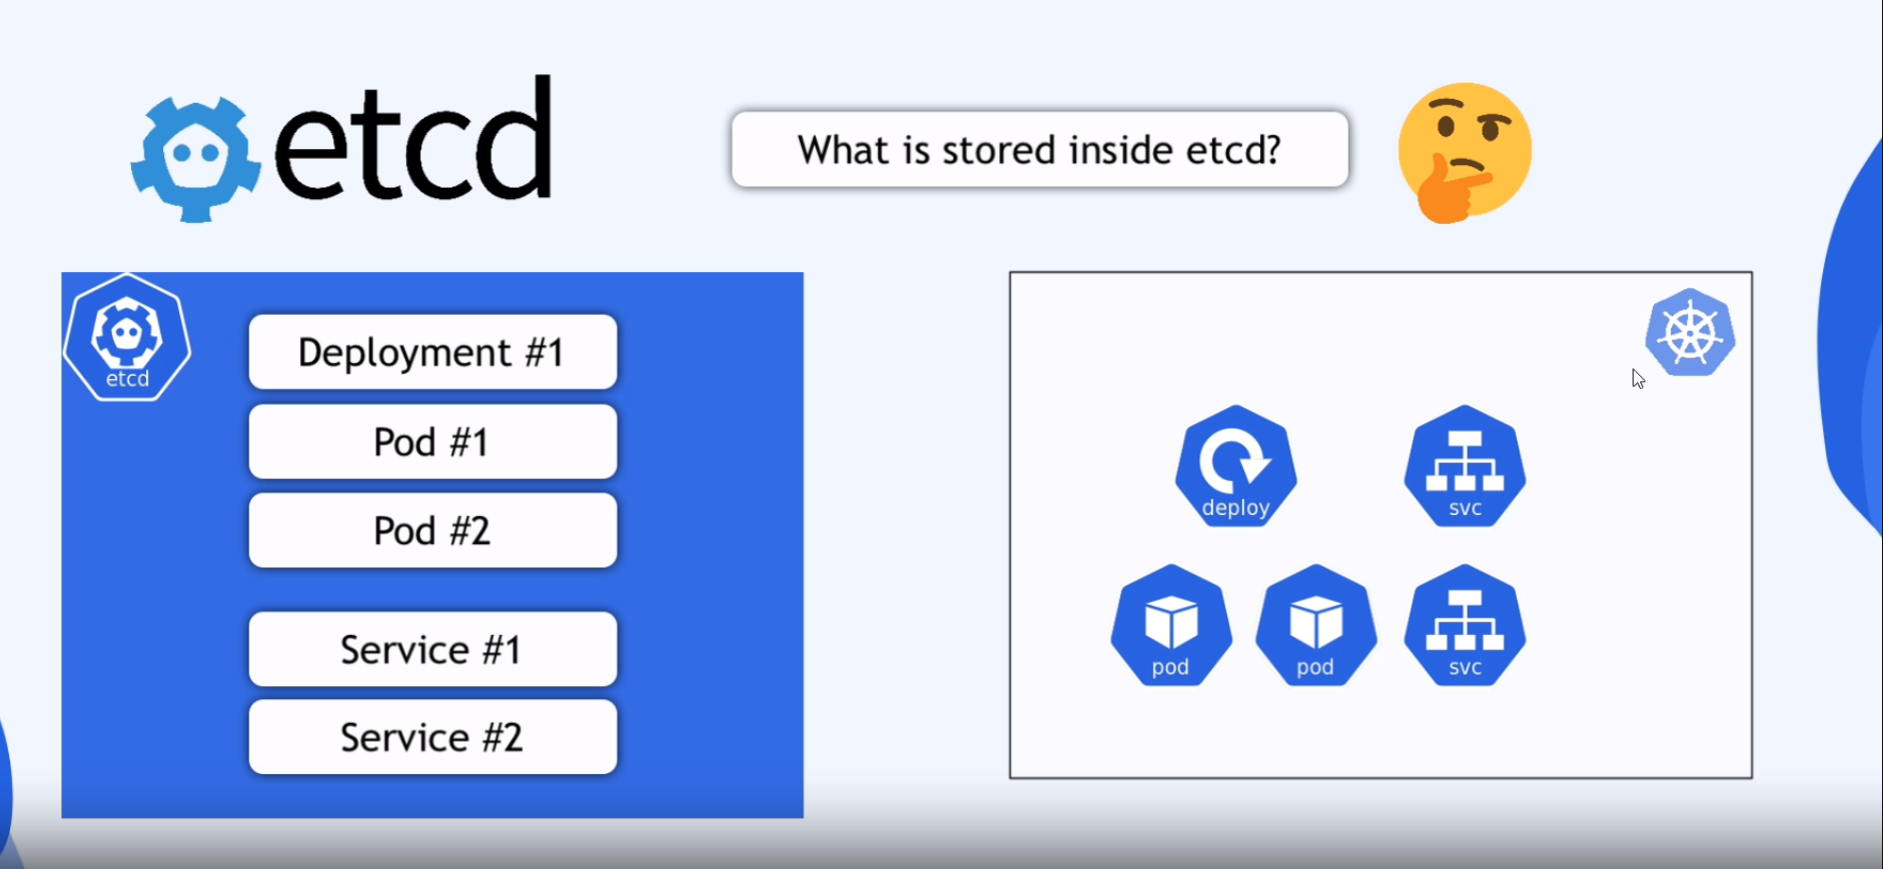 etcd
What is stored inside etcd?
etcd
Deployment #1
Pod #1
Pod #2
Service #1
Service #2
deploy
svc
pod
pod
svc